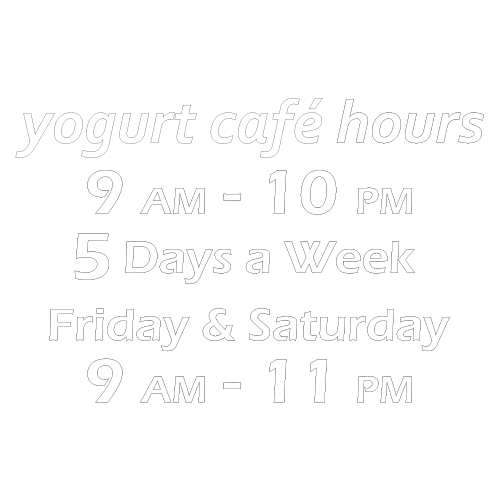 yogurt café hours
9 AM - 10 PM
5 Days a Week
Friday & Saturday
9 AM - 11 PM